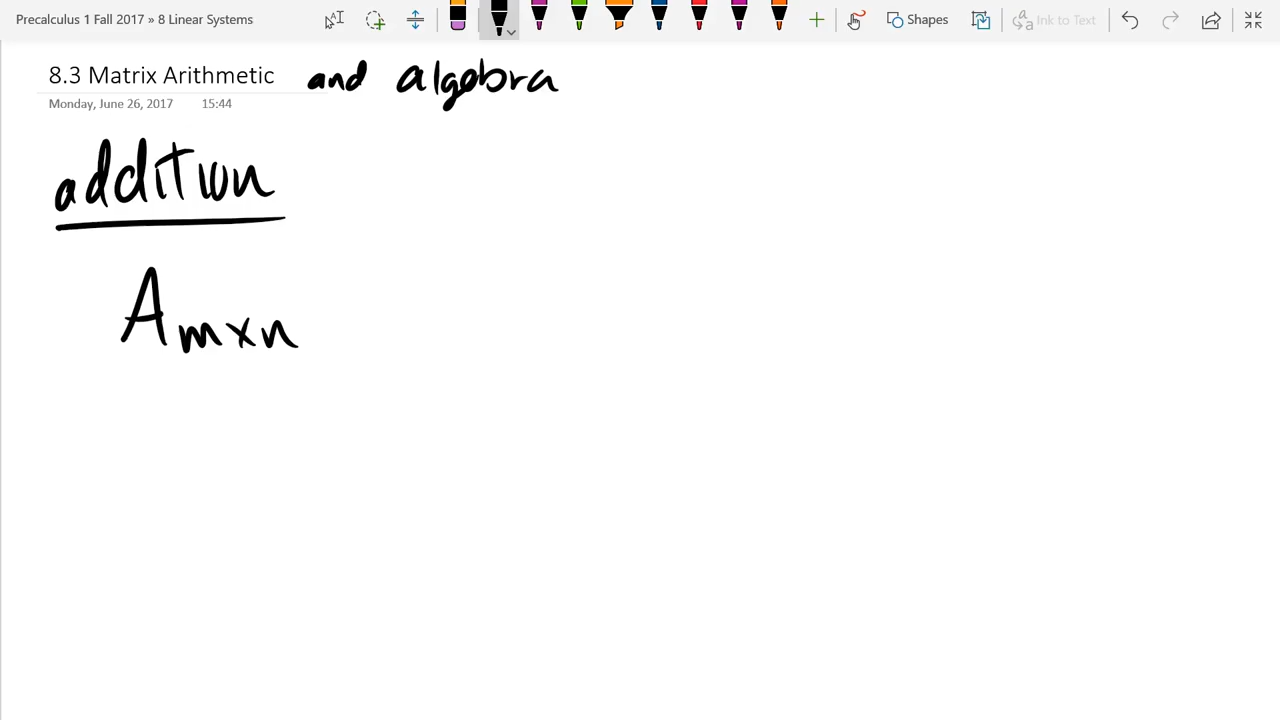 Precalculus 1 Fall 2017 » 8 Linear Systems
Shapes
Ink to Text
8.3 Matrix Arithmetic and algebra
Monday, June 26, 2017 15:44
addition
Amxn